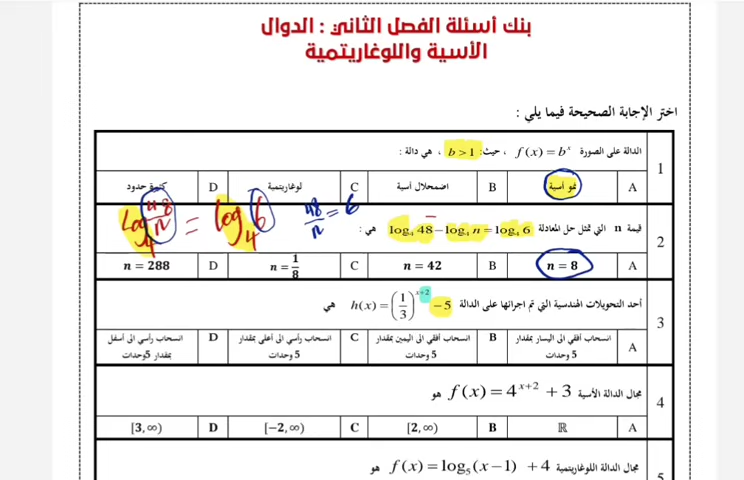 بنك أسئلة الفصل الثاني : الدوال
الأسية واللوغاريتمية
اختر الإجابة الصحيحة فيما يلي :
1
الدالة على الصورة f(x) = b^x ، حيث: b > 1 ، هي دالة :
A نمو أسية B اضمحلال أسية C لوغاريتمية D كثيرة حدود
log₄ 48/n = log₄ 6 48/n = 6
2
قيمة n التي تمثل حل المعادلة log₄ 48 − log₄ n = log₄ 6 هي :
A n = 8 B n = 42 C n = 1/8 D n = 288
3
أحد التحويلات الهندسية التي تم اجرائها على الدالة h(x) = (1/3)^(x+2) − 5 هي
A انسحاب أفقي الى اليسار بمقدار 5 وحدات B انسحاب أفقي الى اليمين بمقدار 5 وحدات C انسحاب رأسي الى أعلى بمقدار 5 وحدات D انسحاب رأسي الى أسفل بمقدار 5 وحدات
4
مجال الدالة الأسية f(x) = 4^(x+2) + 3 هو
A ℝ B [2, ∞) C [−2, ∞) D [3, ∞)
5
مجال الدالة اللوغاريتمية f(x) = log₅(x−1) + 4 هو